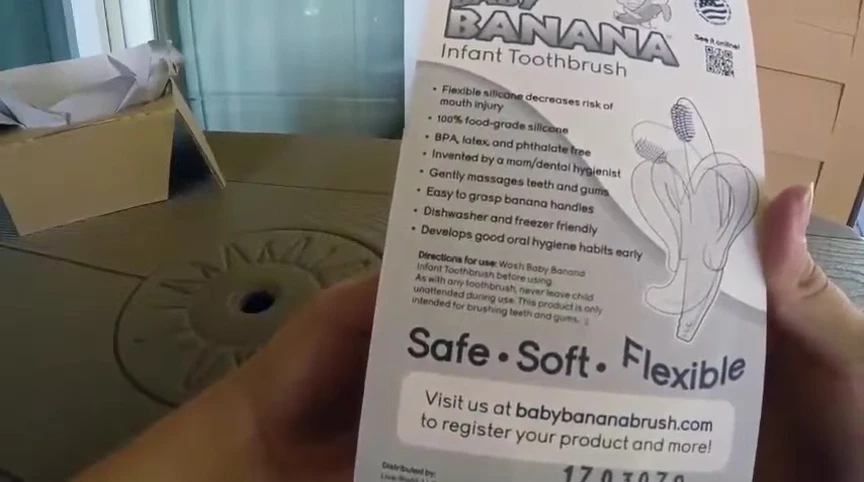 BABY
BANANA
Infant Toothbrush
See it online!
• Flexible silicone decreases risk of
mouth injury
• 100% food-grade silicone
• BPA, latex, and phthalate free
• Invented by a mom/dental hygienist
• Gently massages teeth and gums
• Easy to grasp banana handles
• Dishwasher and freezer friendly
• Develops good oral hygiene habits early
Directions for use: Wash Baby Banana
Infant Toothbrush before using.
As with any toothbrush, never leave child
unattended during use. This product is only
intended for brushing teeth and gums.
Safe • Soft • Flexible
Visit us at babybananabrush.com
to register your product and more!
Distributed by: